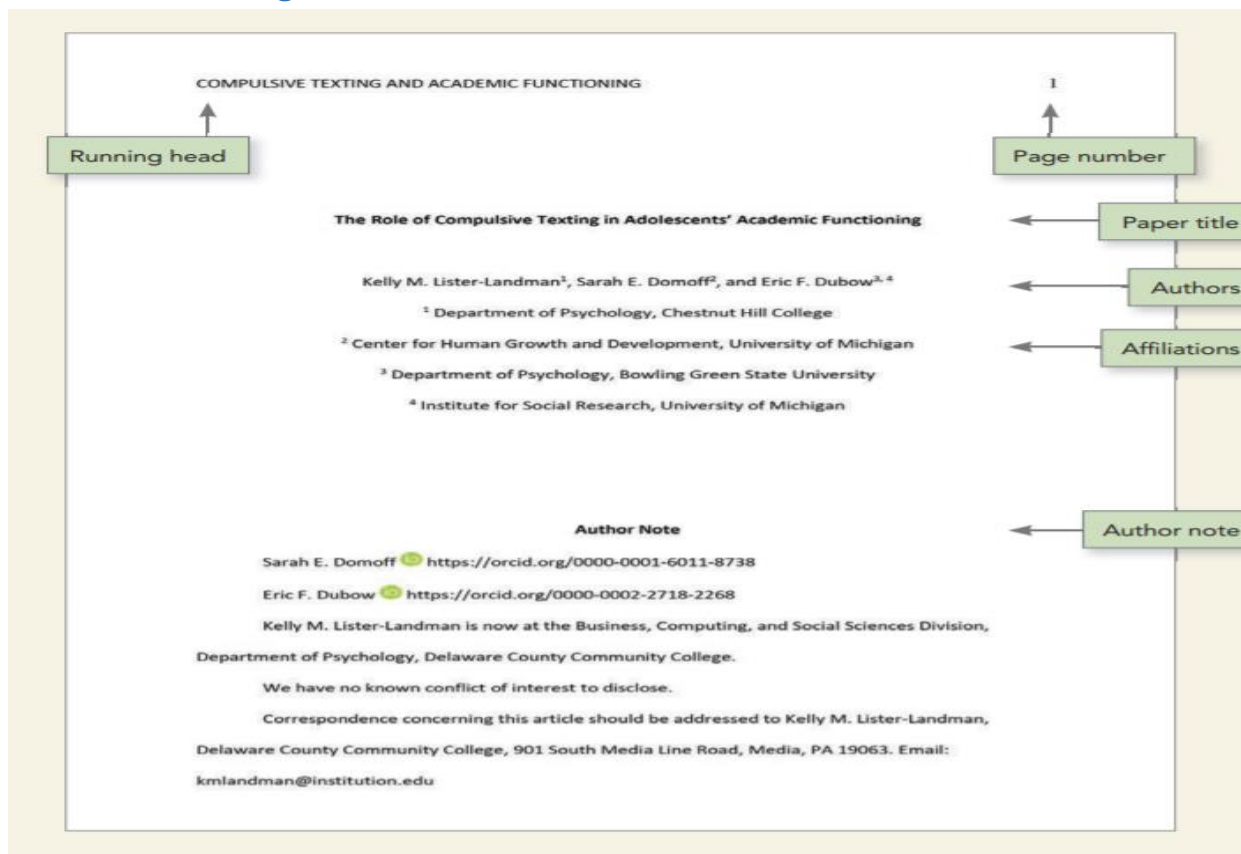 COMPULSIVE TEXTING AND ACADEMIC FUNCTIONING 1
Running head Page number
The Role of Compulsive Texting in Adolescents’ Academic Functioning Paper title
Kelly M. Lister-Landman¹, Sarah E. Domoff², and Eric F. Dubow³,⁴ Authors
¹ Department of Psychology, Chestnut Hill College
² Center for Human Growth and Development, University of Michigan Affiliations
³ Department of Psychology, Bowling Green State University
⁴ Institute for Social Research, University of Michigan
Author Note Author note
Sarah E. Domoff iD https://orcid.org/0000-0001-6011-8738
Eric F. Dubow iD https://orcid.org/0000-0002-2718-2268
Kelly M. Lister-Landman is now at the Business, Computing, and Social Sciences Division,
Department of Psychology, Delaware County Community College.
We have no known conflict of interest to disclose.
Correspondence concerning this article should be addressed to Kelly M. Lister-Landman,
Delaware County Community College, 901 South Media Line Road, Media, PA 19063. Email:
kmlandman@institution.edu